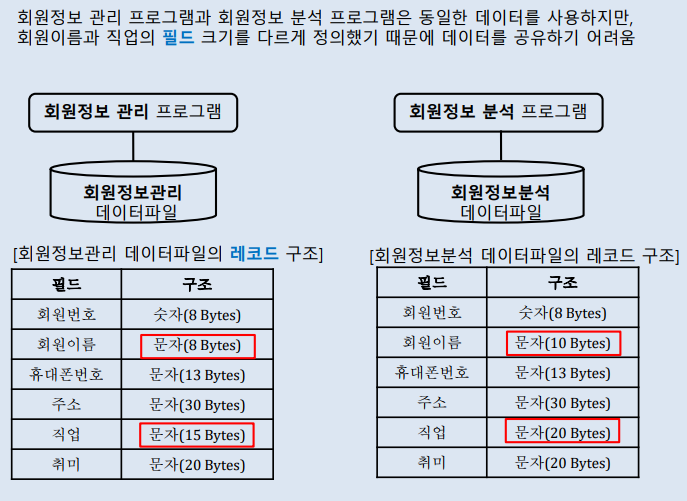 회원정보 관리 프로그램과 회원정보 분석 프로그램은 동일한 데이터를 사용하지만,
회원이름과 직업의 필드 크기를 다르게 정의했기 때문에 데이터를 공유하기 어려움
회원정보 관리 프로그램
회원정보관리
데이터파일
[회원정보관리 데이터파일의 레코드 구조]
필드 구조
회원번호 숫자(8 Bytes)
회원이름 문자(8 Bytes)
휴대폰번호 문자(13 Bytes)
주소 문자(30 Bytes)
직업 문자(15 Bytes)
취미 문자(20 Bytes)
회원정보 분석 프로그램
회원정보분석
데이터파일
[회원정보분석 데이터파일의 레코드 구조]
필드 구조
회원번호 숫자(8 Bytes)
회원이름 문자(10 Bytes)
휴대폰번호 문자(13 Bytes)
주소 문자(30 Bytes)
직업 문자(20 Bytes)
취미 문자(20 Bytes)